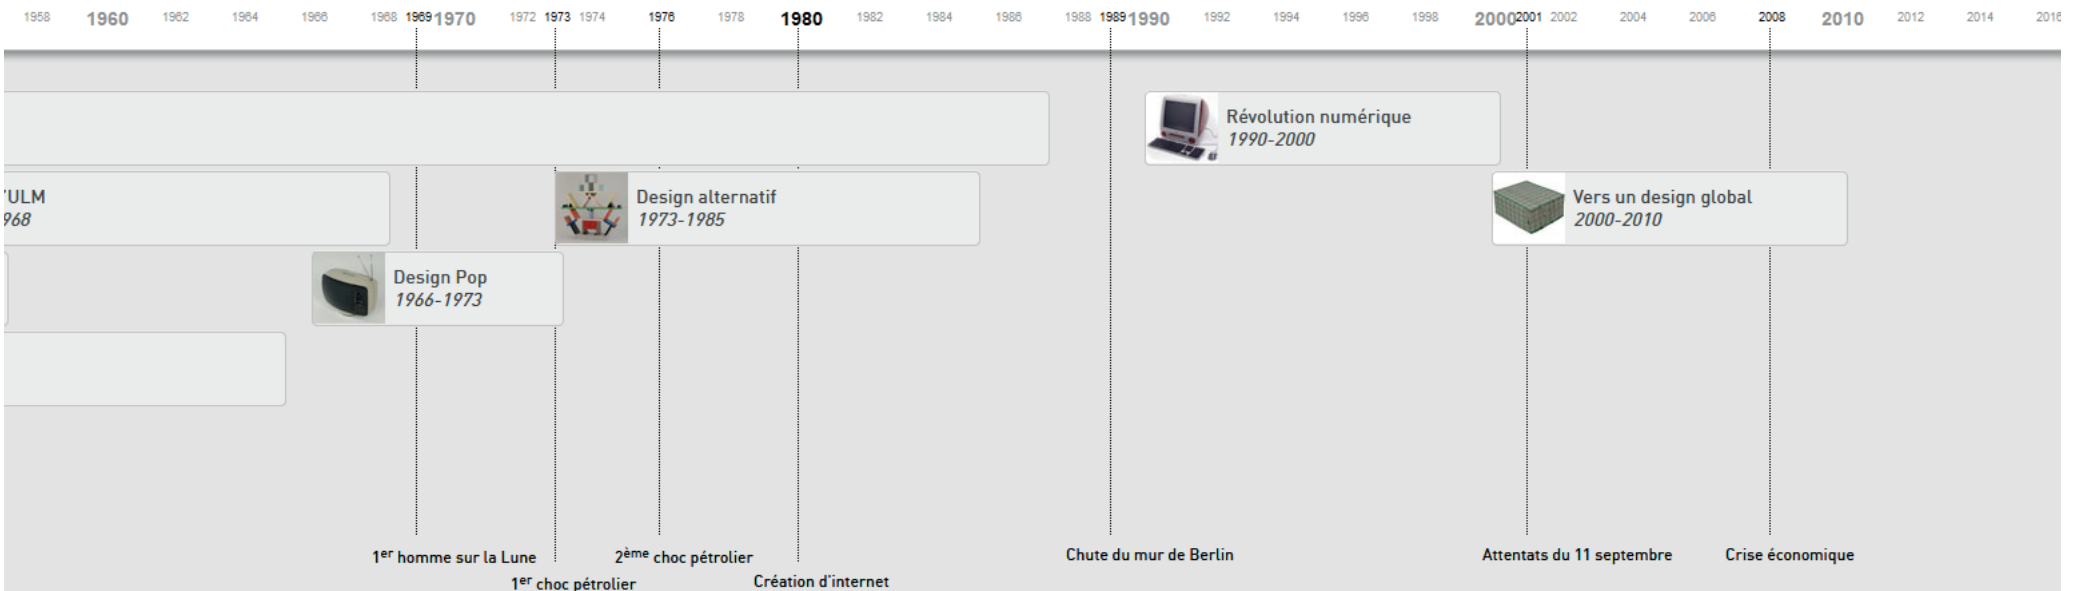 1958 1960 1962 1964 1966 1968 1969 1970 1972 1973 1974 1976 1978 1980 1982 1984 1986 1988 1989 1990 1992 1994 1996 1998 2000 2001 2002 2004 2006 2008 2010 2012 2014 2016
Révolution numérique
1990-2000
'ULM
968
Design alternatif
1973-1985
Vers un design global
2000-2010
Design Pop
1966-1973
1er homme sur la Lune
2ème choc pétrolier
Chute du mur de Berlin
Attentats du 11 septembre
Crise économique
1er choc pétrolier
Création d'internet